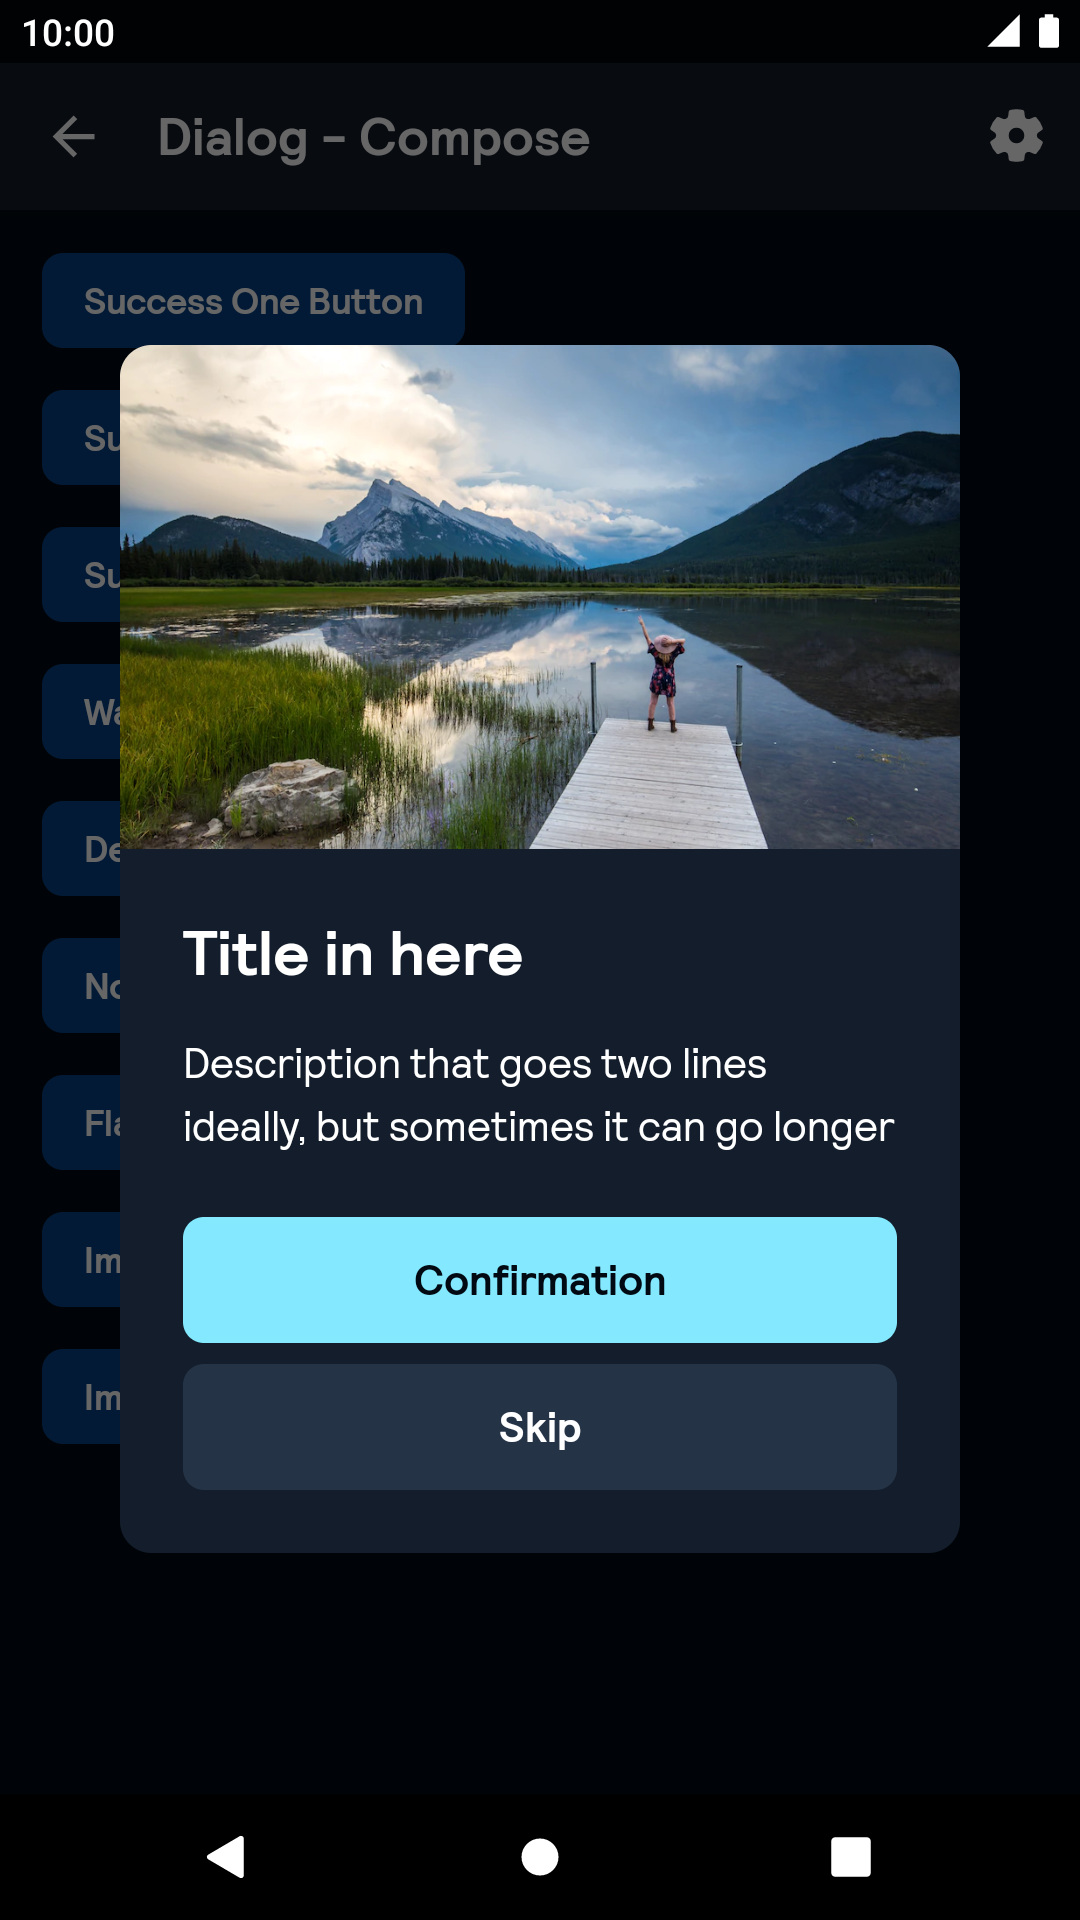 10:00
Dialog - Compose
Success One Button
Su
Su
Wa
De
No
Fla
Im
Im
Title in here
Description that goes two lines
ideally, but sometimes it can go longer
Confirmation
Skip